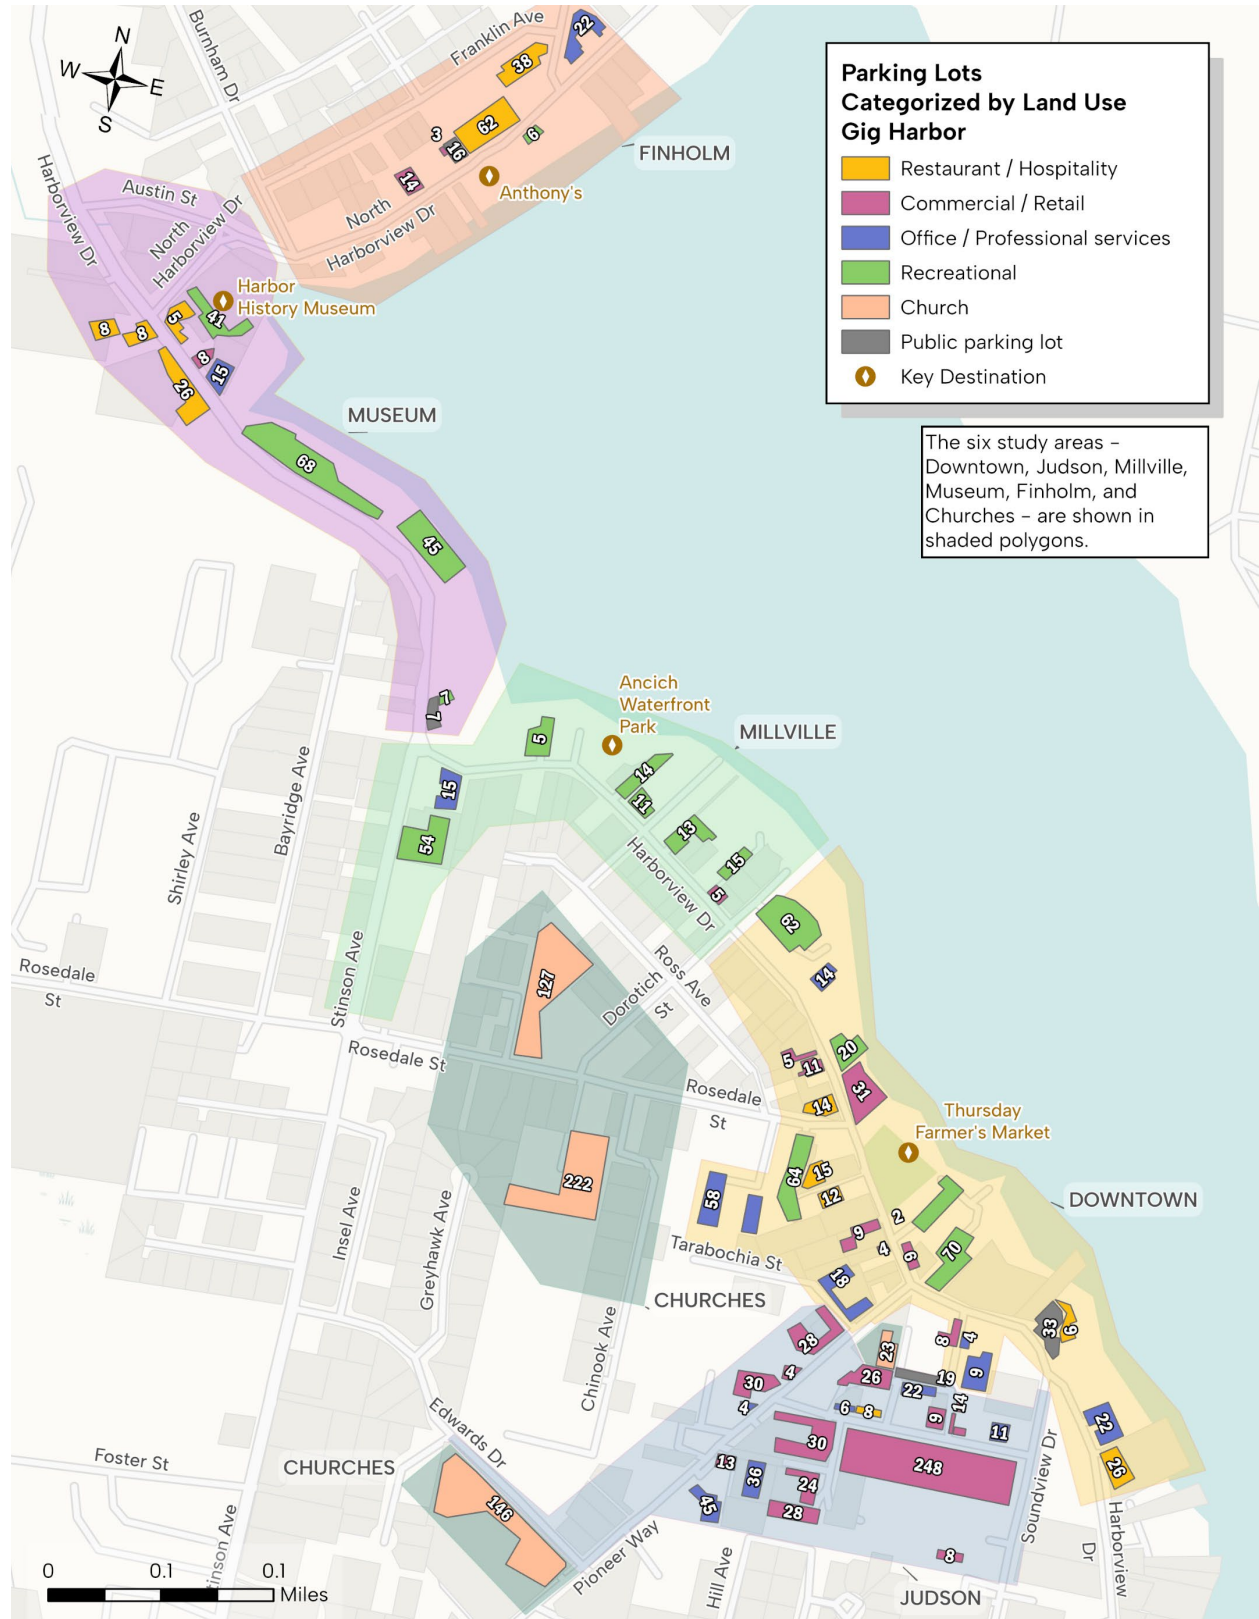 N
W
E
S
Burnham Dr
Franklin Ave
22
38
62
3
16
6
14
FINHOLM
Anthony's
North
Harborview Dr
Parking Lots
Categorized by Land Use
Gig Harbor
Restaurant / Hospitality
Commercial / Retail
Office / Professional services
Recreational
Church
Public parking lot
Key Destination
The six study areas -
Downtown, Judson, Millville,
Museum, Finholm, and
Churches - are shown in
shaded polygons.
Harborview Dr
Austin St
North
Harborview Dr
Harbor
History Museum
8
8
5
41
8
15
26
MUSEUM
68
45
7
7
Ancich
Waterfront
Park
MILLVILLE
5
14
11
13
15
5
15
54
Harborview Dr
Shirley Ave
Bayridge Ave
Stinson Ave
Rosedale
St
Rosedale St
127
Dorotich
St
Ross Ave
62
14
20
5
11
31
14
Rosedale
St
Thursday
Farmer's Market
64
15
12
58
222
2
9
4
9
70
18
DOWNTOWN
Tarabochia St
CHURCHES
Insel Ave
Greyhawk Ave
Chinook Ave
33
6
28
4
30
4
23
26
8
4
9
19
22
14
6
8
9
11
22
26
30
248
13
36
24
28
45
8
Edwards Dr
Foster St
CHURCHES
146
Stinson Ave
Pioneer Way
Hill Ave
JUDSON
Soundview Dr
Harborview
Dr
0
0.1
0.1
Miles